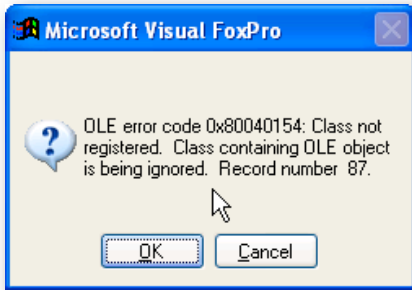 Microsoft Visual FoxPro
OLE error code 0x80040154: Class not
registered.  Class containing OLE object
is being ignored.  Record number  87.
OK
Cancel